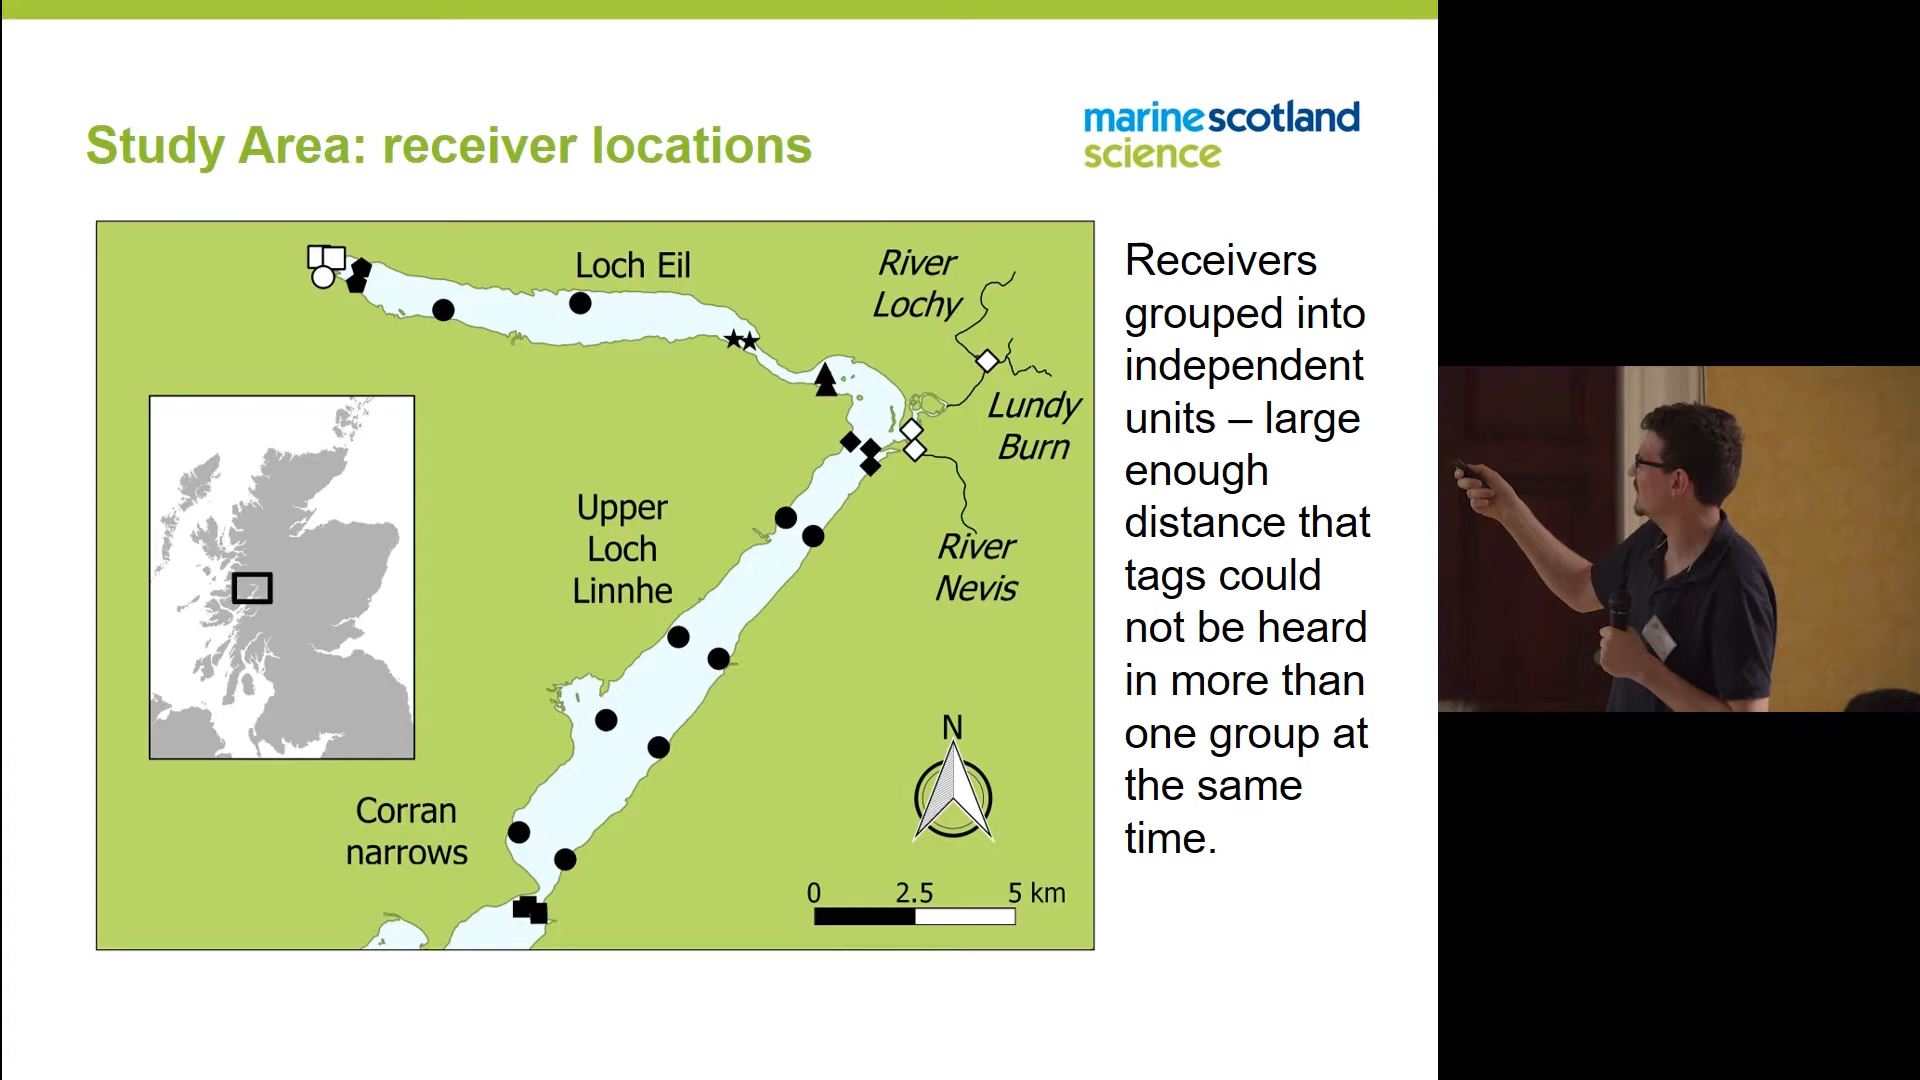 Study Area: receiver locations
marinescotland
science
Loch Eil
River
Lochy
Lundy
Burn
Upper
Loch
Linnhe
River
Nevis
Corran
narrows
N
0 2.5 5 km
Receivers
grouped into
independent
units – large
enough
distance that
tags could
not be heard
in more than
one group at
the same
time.